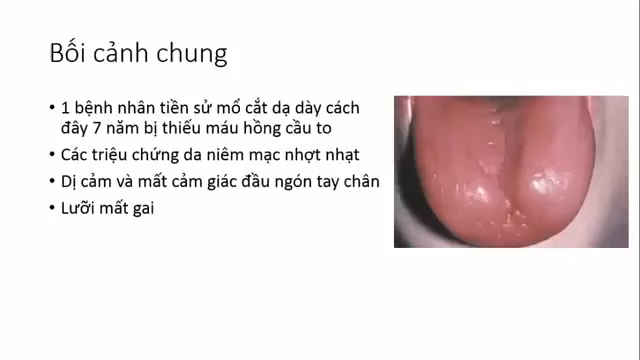 Bối cảnh chung
• 1 bệnh nhân tiền sử mổ cắt dạ dày cách
đây 7 năm bị thiếu máu hồng cầu to
• Các triệu chứng da niêm mạc nhợt nhạt
• Dị cảm và mất cảm giác đầu ngón tay chân
• Lưỡi mất gai